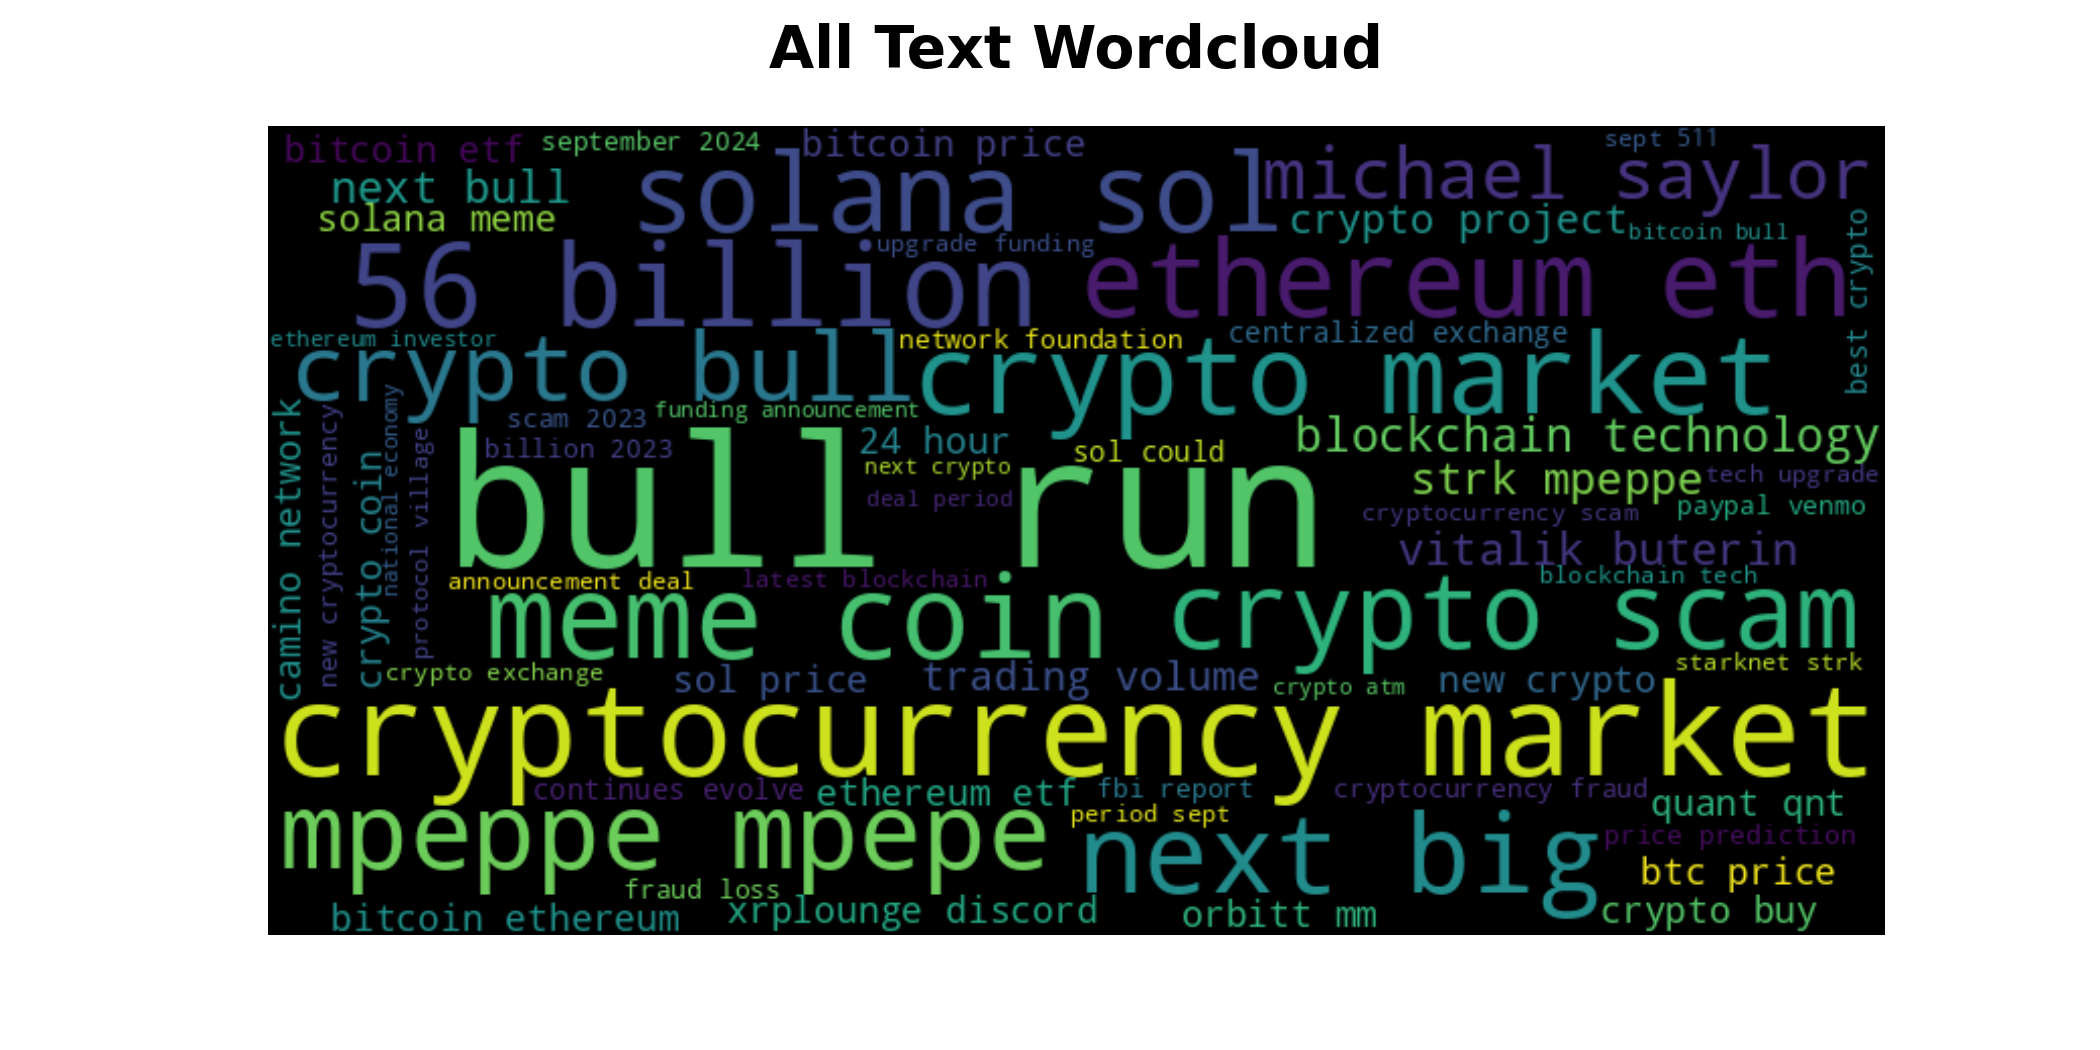 All Text Wordcloud
bitcoin etf
september 2024
bitcoin price
sept 511
next bull
solana sol
michael saylor
solana meme
crypto project
bitcoin bull
best crypto
56 billion
upgrade funding
ethereum eth
ethereum investor
network foundation
centralized exchange
crypto bull
crypto market
camino network
new cryptocurrency
crypto coin
national economy
protocol village
scam 2023
funding announcement
billion 2023
24 hour
sol could
blockchain technology
next crypto
strk mpeppe
tech upgrade
deal period
bull run
cryptocurrency scam
paypal venmo
vitalik buterin
announcement deal
latest blockchain
blockchain tech
meme coin
crypto scam
crypto exchange
sol price
trading volume
crypto atm
new crypto
starknet strk
cryptocurrency market
continues evolve
ethereum etf
fbi report
cryptocurrency fraud
quant qnt
mpeppe mpepe
period sept
next big
price prediction
btc price
fraud loss
bitcoin ethereum
xrplounge discord
orbitt mm
crypto buy